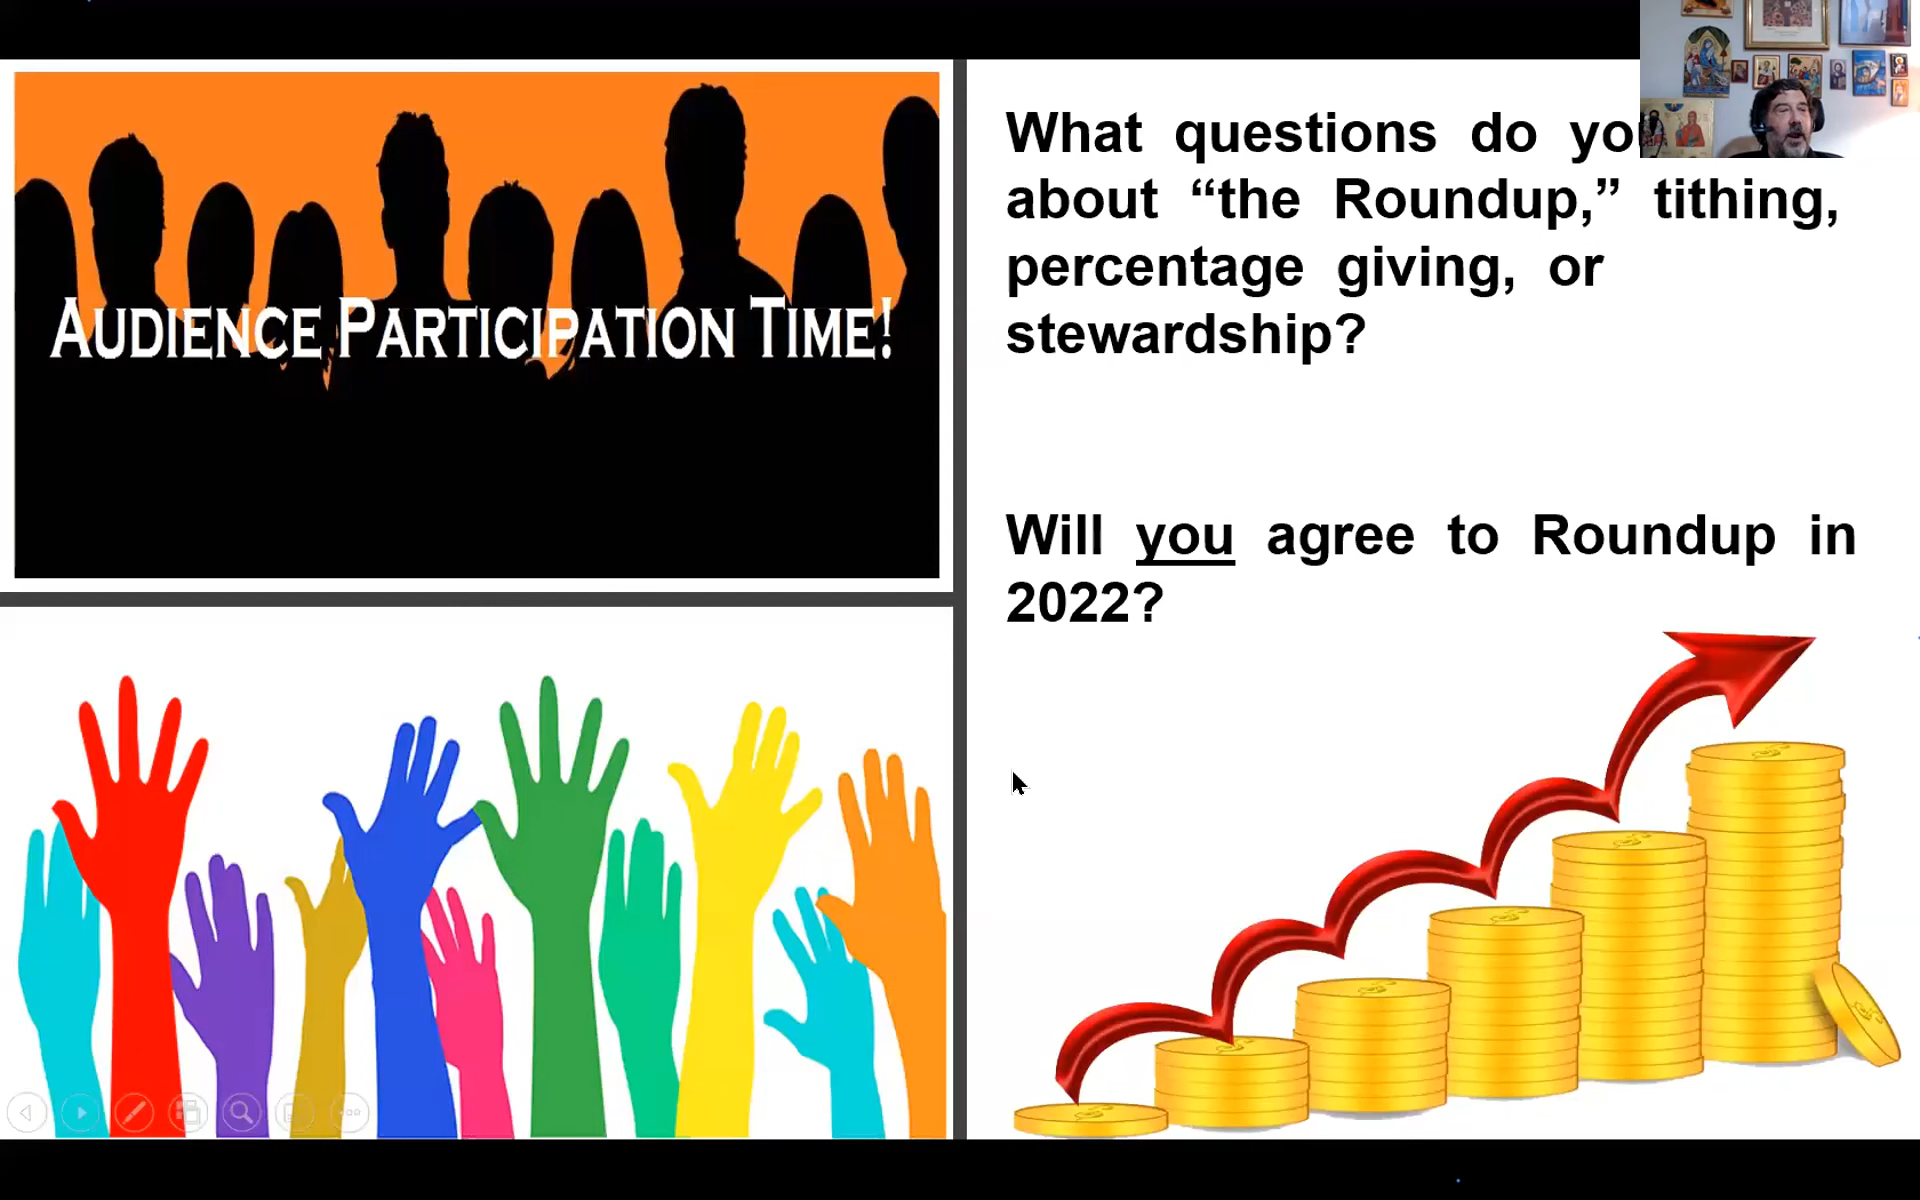 AUDIENCE PARTICIPATION TIME!
What questions do
about “the Roundup,” tithing,
percentage giving, or
stewardship?
Will you agree to Roundup in
2022?